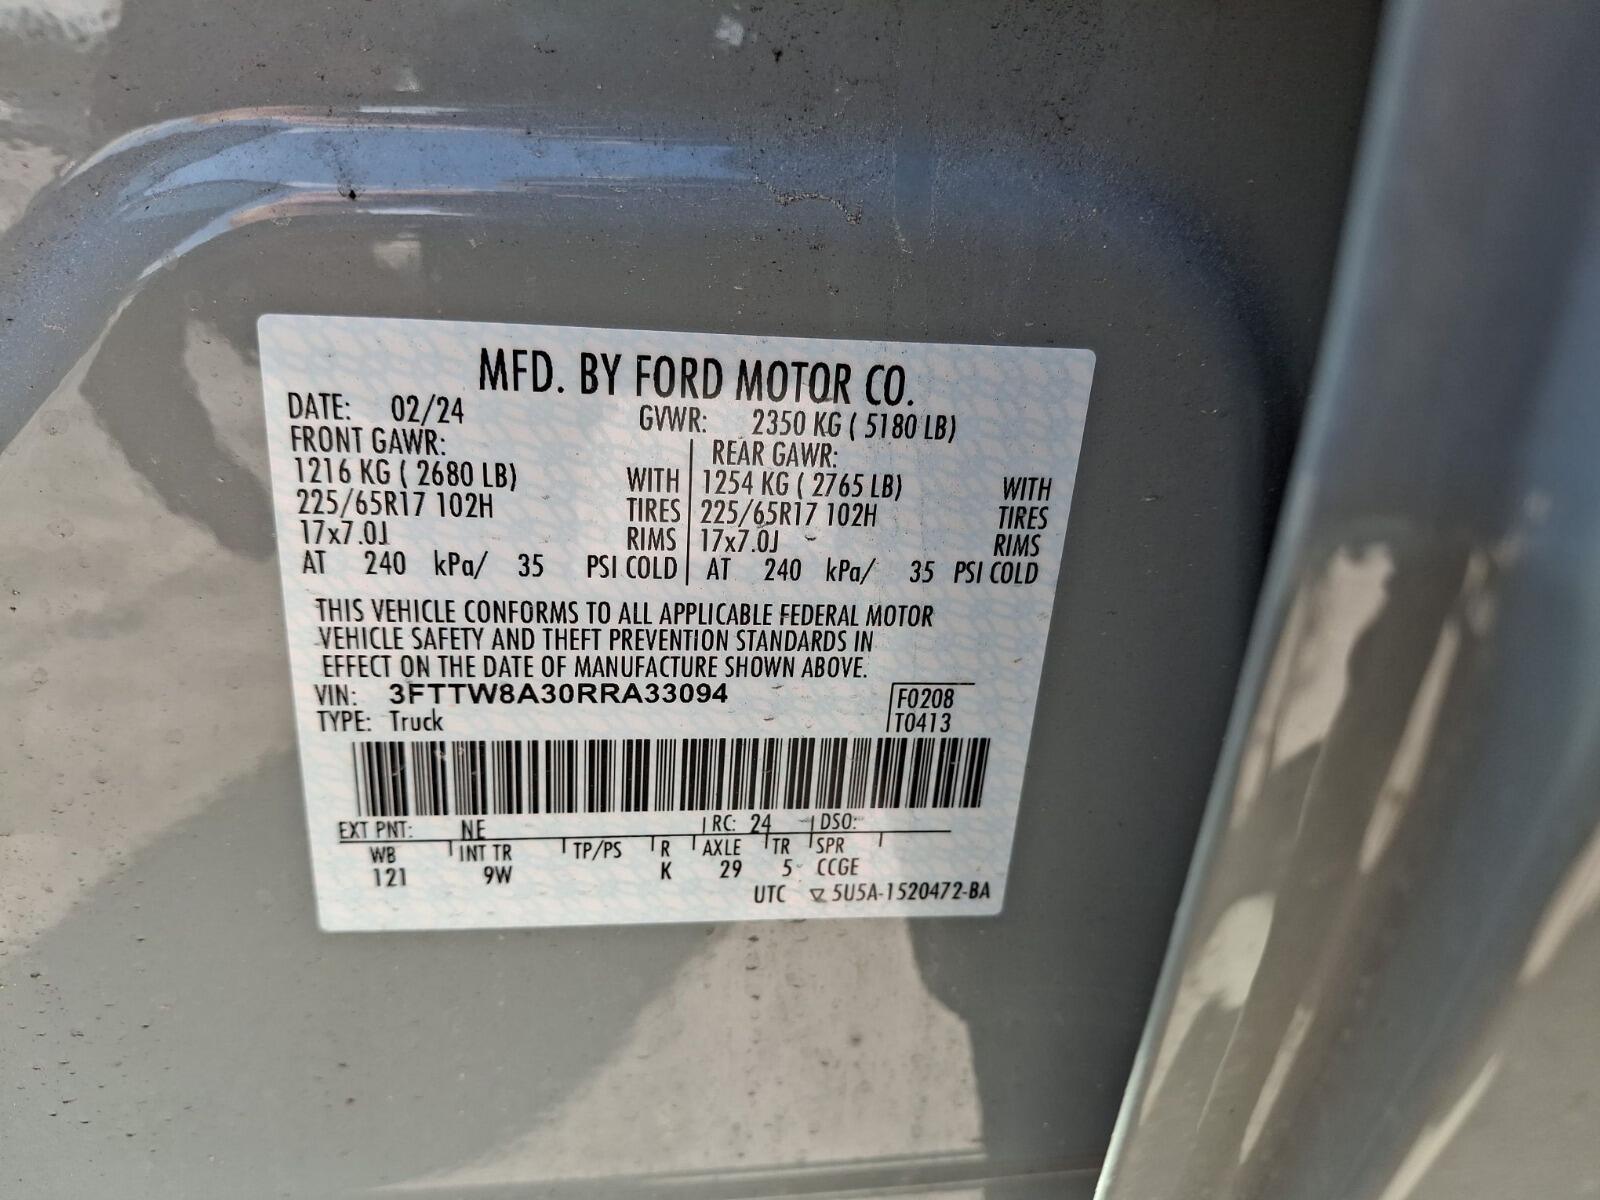 MFD. BY FORD MOTOR CO.
DATE: 02/24 GVWR: 2350 KG ( 5180 LB)
FRONT GAWR: REAR GAWR:
1216 KG ( 2680 LB) WITH 1254 KG ( 2765 LB) WITH
225/65R17 102H TIRES 225/65R17 102H TIRES
17x7.0J RIMS 17x7.0J RIMS
AT 240 kPa/ 35 PSI COLD AT 240 kPa/ 35 PSI COLD
THIS VEHICLE CONFORMS TO ALL APPLICABLE FEDERAL MOTOR
VEHICLE SAFETY AND THEFT PREVENTION STANDARDS IN
EFFECT ON THE DATE OF MANUFACTURE SHOWN ABOVE.
VIN: 3FTTW8A30RRA33094 F0208
TYPE: Truck T0413
EXT PNT: NE RC: 24 DSO:
WB INT TR TP/PS R AXLE TR SPR
121 9W K 29 5 CCGE
UTC 5U5A-1520472-BA